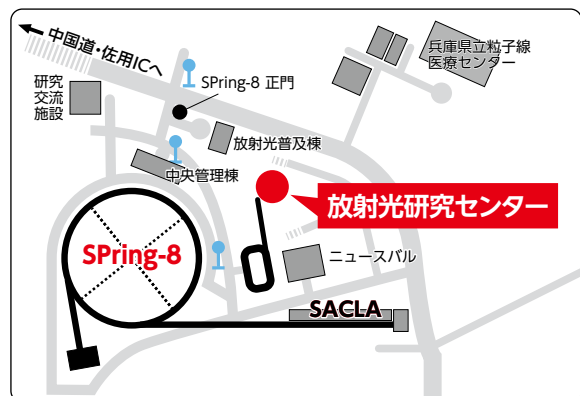 中国道・佐用ICへ
兵庫県立粒子線
医療センター
研究
交流
施設
SPring-8 正門
放射光普及棟
中央管理棟
放射光研究センター
SPring-8
ニュースバル
SACLA